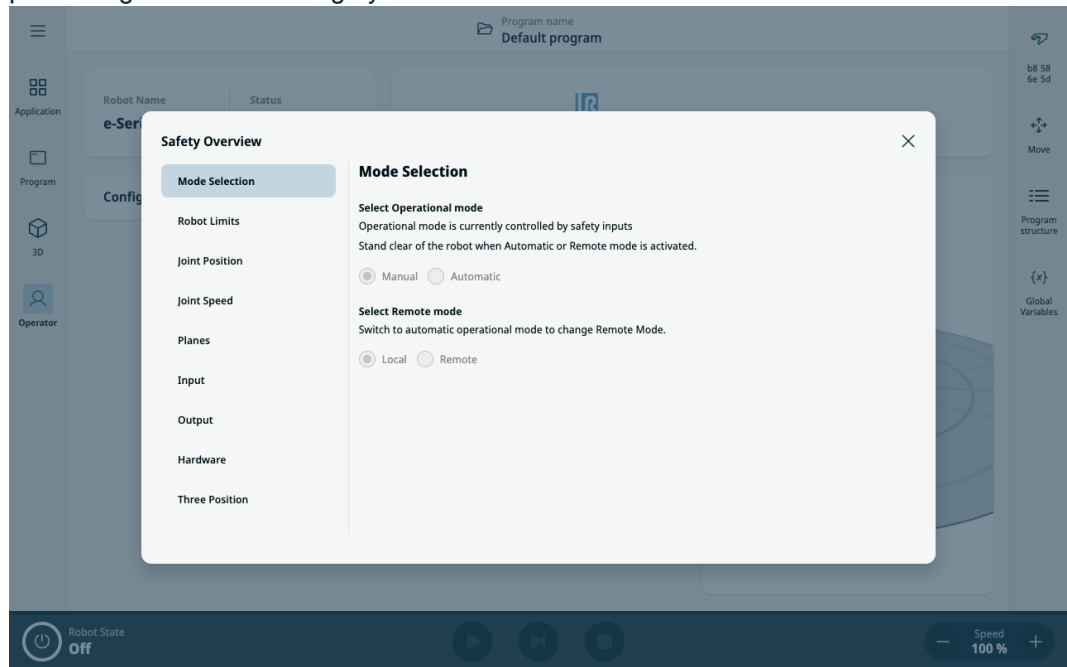 Program name
Default program
b8 58
6e 5d
Application
Robot Name
Status
e-Seri
Safety Overview
Mode Selection
Mode Selection
Move
Program
Config
Select Operational mode
Operational mode is currently controlled by safety inputs
Robot Limits
Program
structure
Stand clear of the robot when Automatic or Remote mode is activated.
3D
Joint Position
Manual
Automatic
Joint Speed
Global
Variables
{x}
Select Remote mode
Operator
Switch to automatic operational mode to change Remote Mode.
Planes
Local
Remote
Input
Output
Hardware
Three Position
Robot State
Off
Speed
100 %